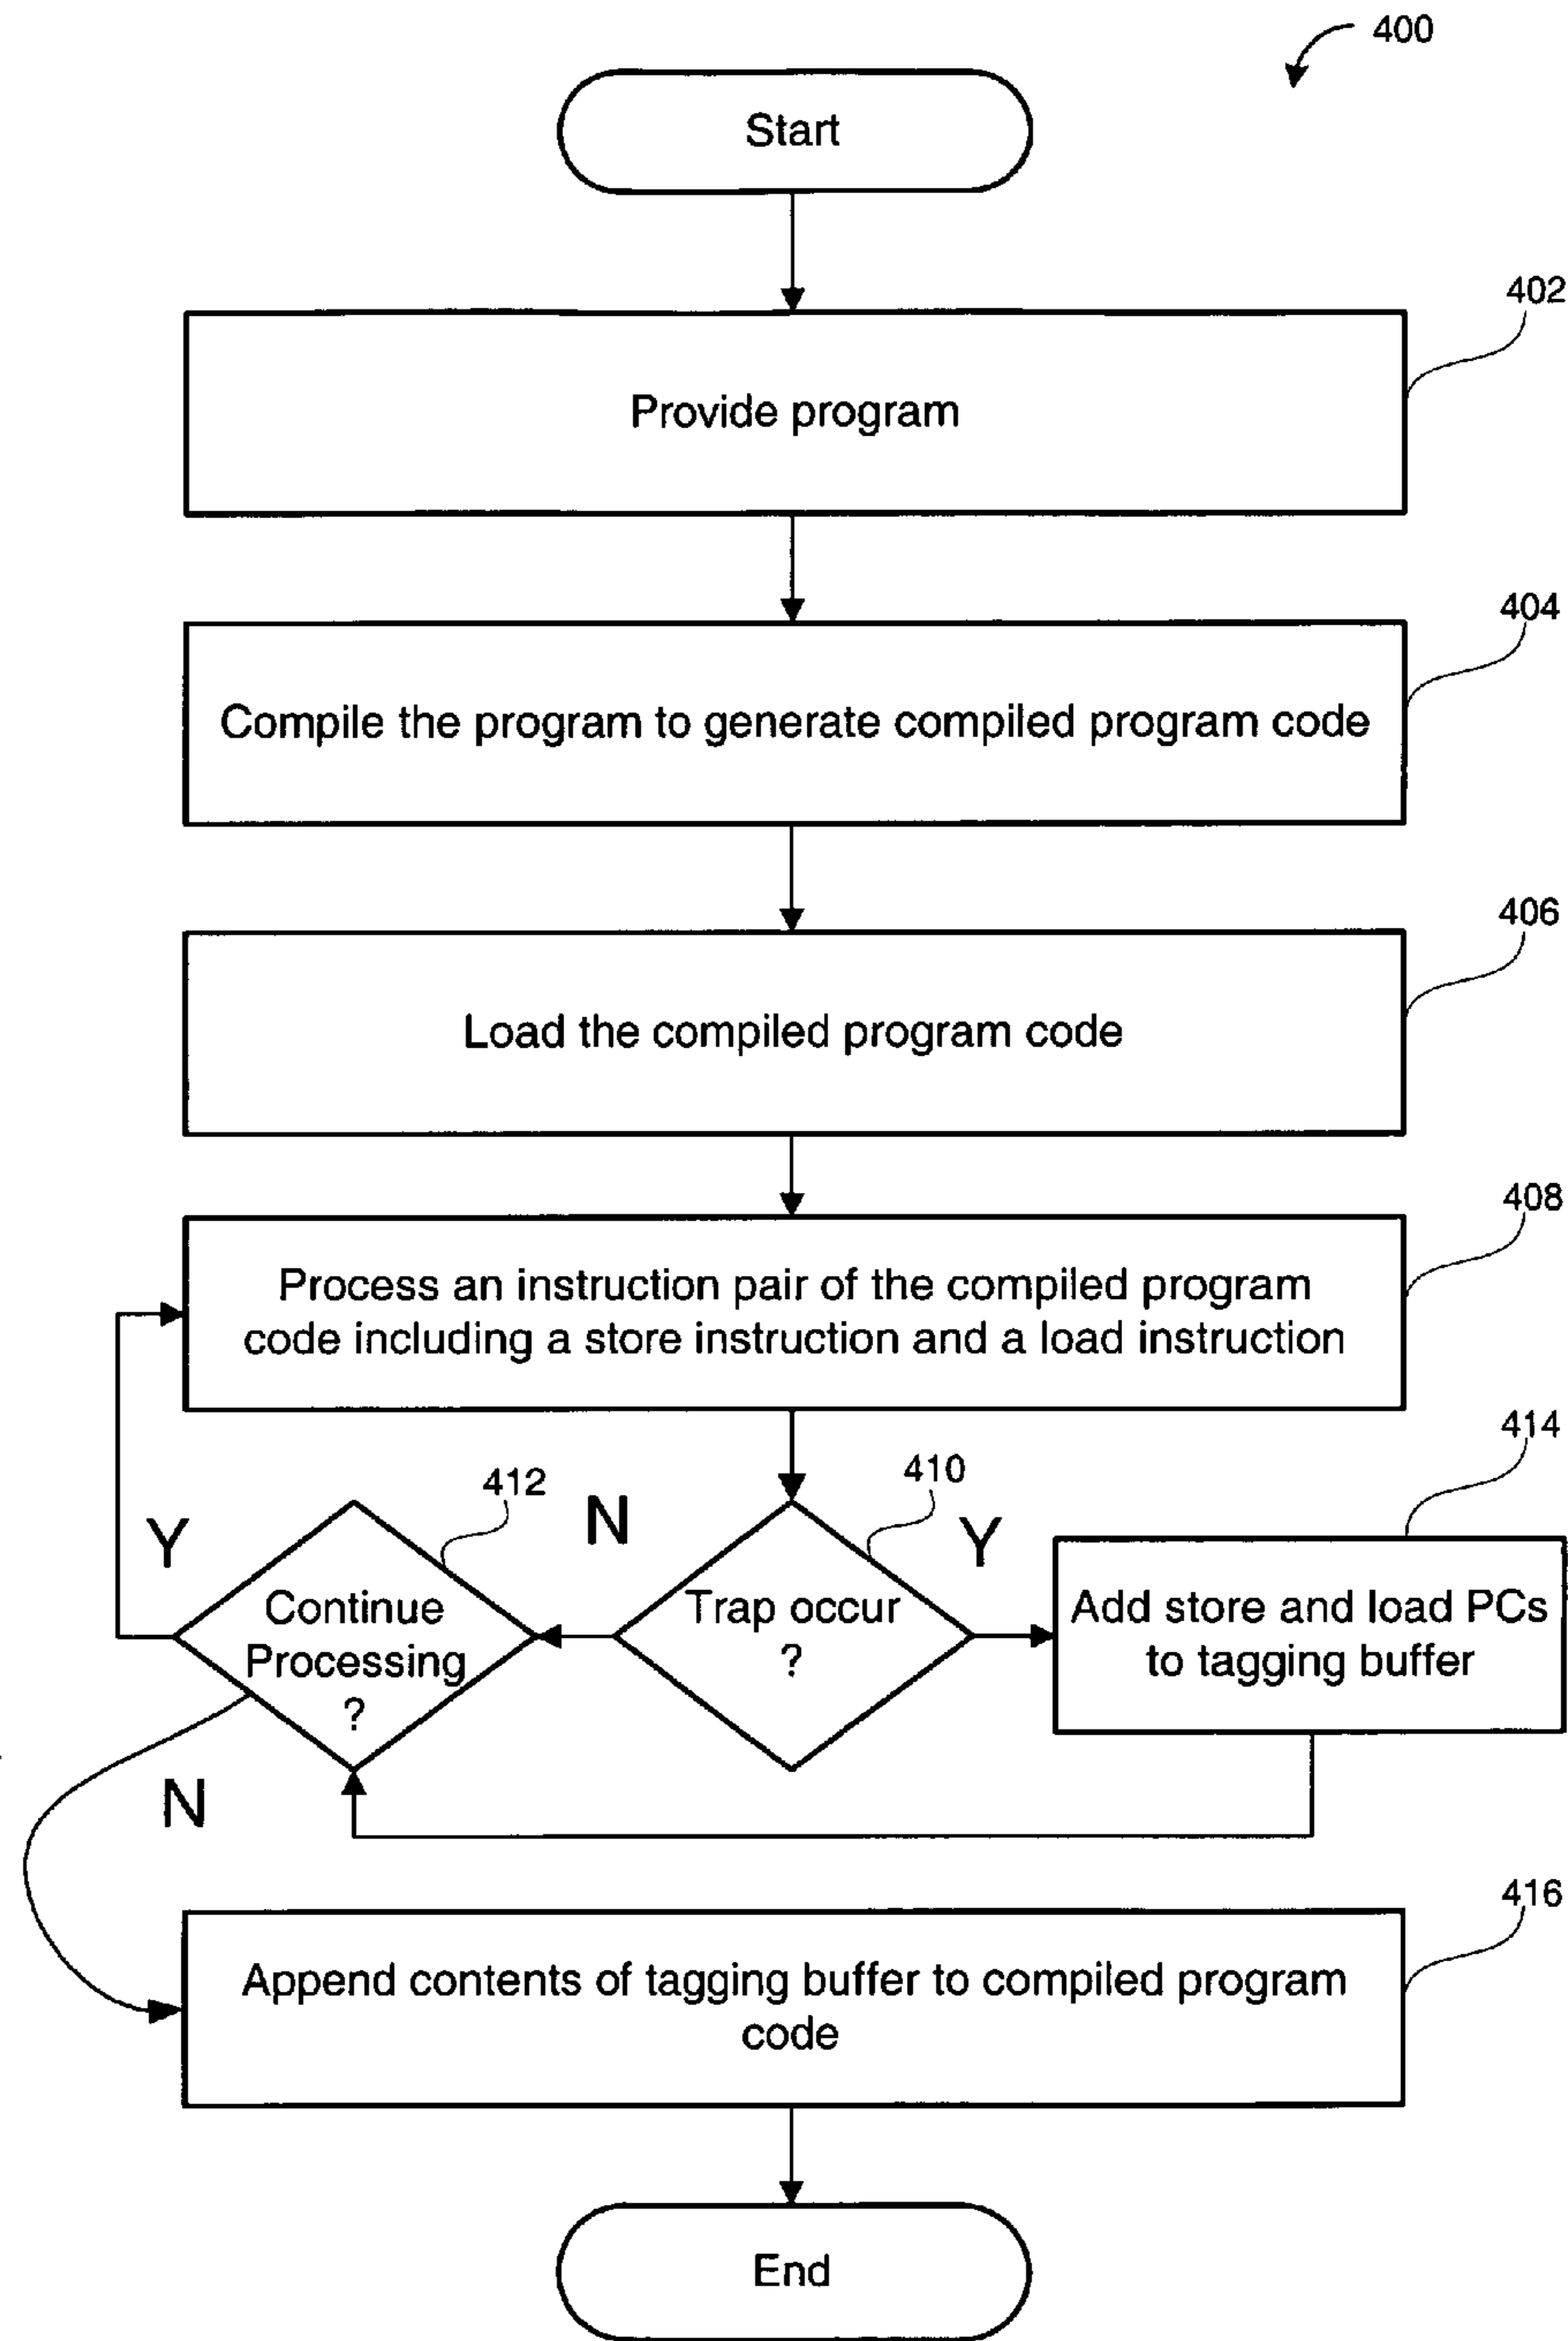 400
Start
402
Provide program
404
Compile the program to generate compiled program code
406
Load the compiled program code
408
Process an instruction pair of the compiled program
code including a store instruction and a load instruction
414
412
410
N
Y
Y
Continue
Processing
?
Trap occur
?
Add store and load PCs
to tagging buffer
N
416
Append contents of tagging buffer to compiled program
code
End